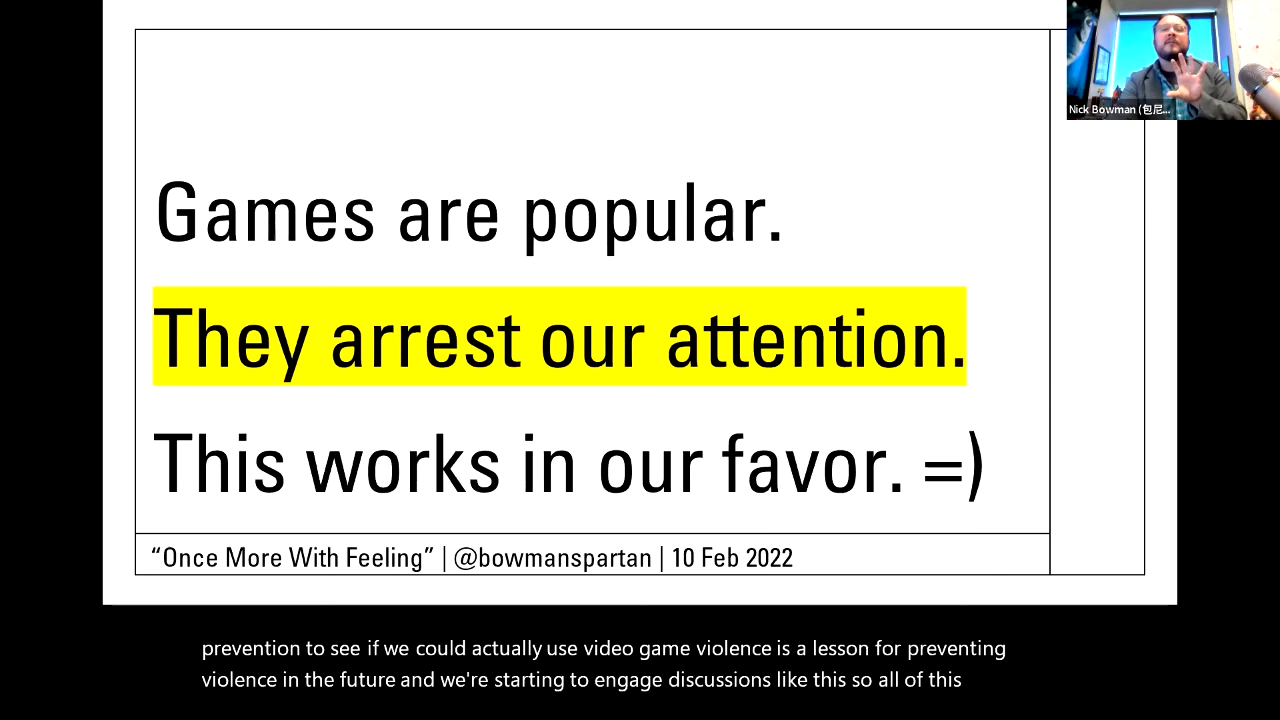 Nick Bowman (包尼...
Games are popular.
They arrest our attention.
This works in our favor. =)
“Once More With Feeling” | @bowmanspartan | 10 Feb 2022
prevention to see if we could actually use video game violence is a lesson for preventing
violence in the future and we're starting to engage discussions like this so all of this